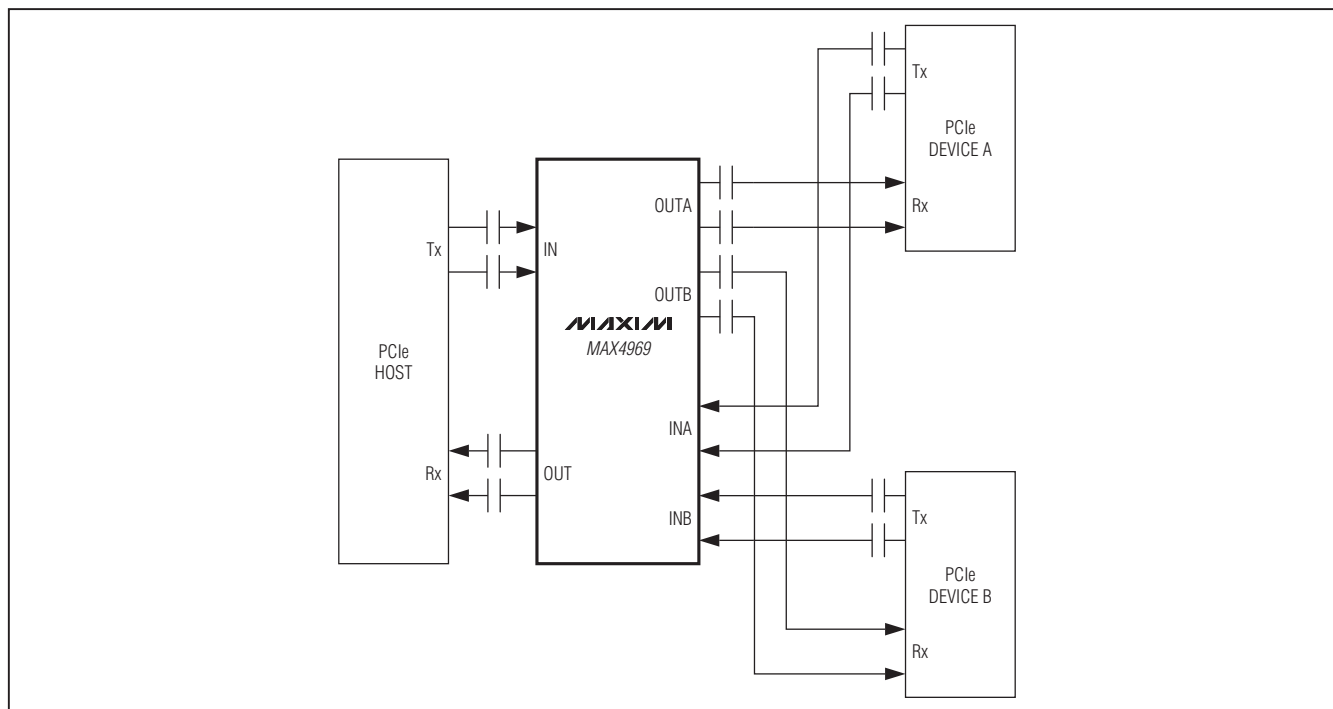 Tx
PCIe
DEVICE A
Rx
OUTA
OUTB
Tx
IN
MAXIM
MAX4969
PCIe
HOST
INA
Rx
OUT
INB
Tx
PCIe
DEVICE B
Rx